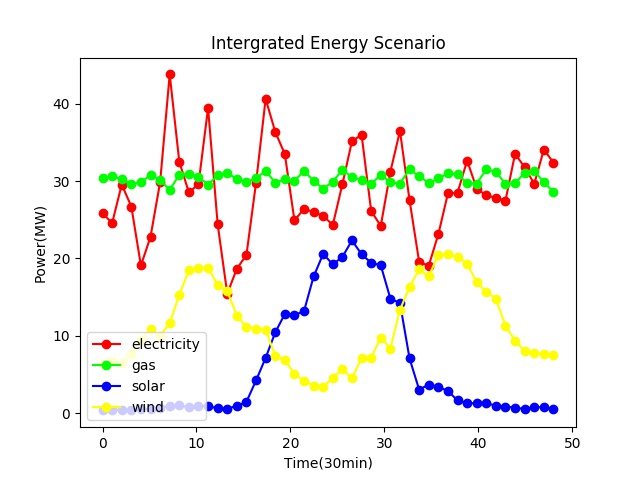 Intergrated Energy Scenario
Power(MW)
40
30
20
10
0
electricity
gas
solar
wind
0 10 20 30 40 50
Time(30min)